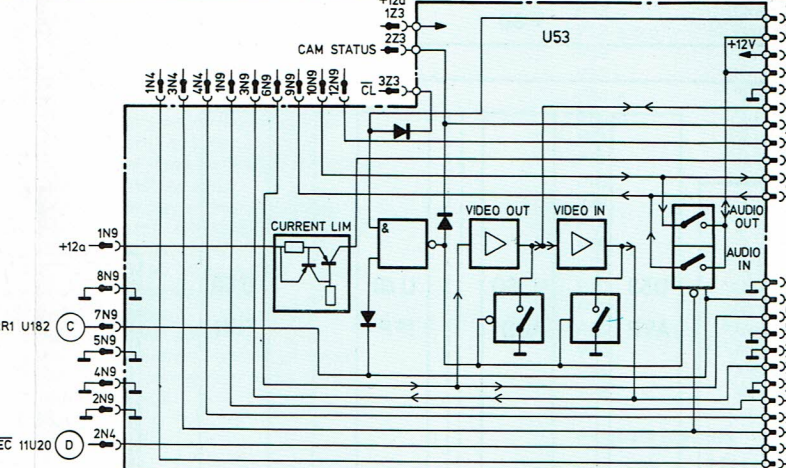 +12a
1Z3
2Z3
CAM STATUS
3Z3
CL
U53
+12V
1N4
3N4
4N4
1N9
3N9
6N9
9N9
10N9
12N9
CURRENT LIM
&
VIDEO OUT
VIDEO IN
AUDIO
OUT
AUDIO
IN
1N9
+12a
8N9
7N9
R1 U182 C
5N9
4N9
2N9
2N4
EC 11U20 D